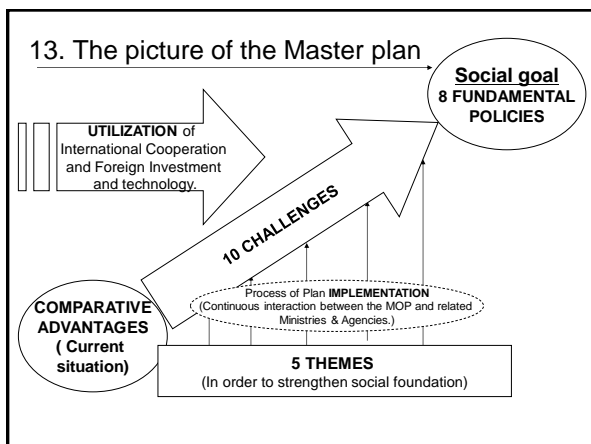 13. The picture of the Master plan
Social goal
8 FUNDAMENTAL
POLICIES
UTILIZATION of
International Cooperation
and Foreign Investment
and technology.
10 CHALLENGES
COMPARATIVE
ADVANTAGES
( Current
situation)
Process of Plan IMPLEMENTATION
(Continuous interaction between the MOP and related
Ministries & Agencies.)
5 THEMES
(In order to strengthen social foundation)